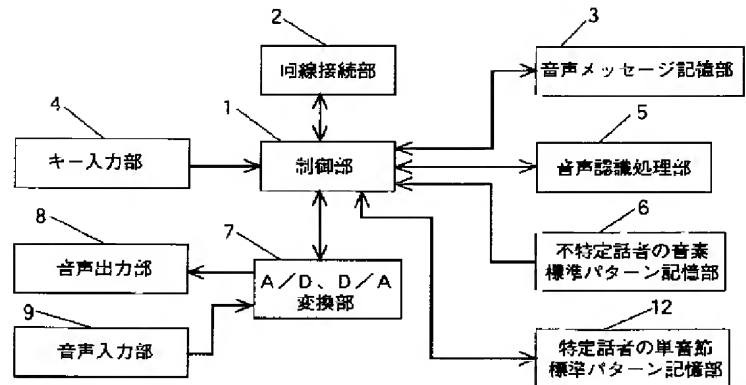 2
回線接続部
3
音声メッセージ記憶部
4
キー入力部
1
制御部
5
音声認識処理部
8
音声出力部
7
A/D、D/A
変換部
6
不特定話者の音素
標準パターン記憶部
9
音声入力部
12
特定話者の単音節
標準パターン記憶部